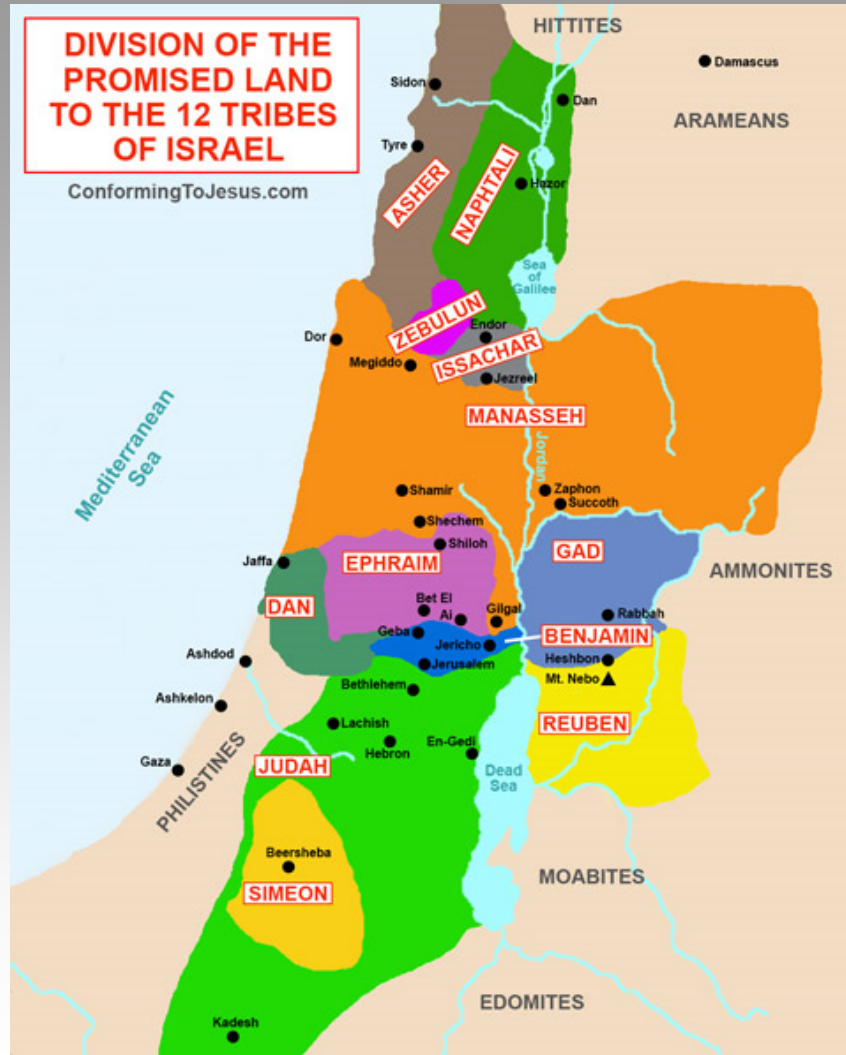 DIVISION OF THE
PROMISED LAND
TO THE 12 TRIBES
OF ISRAEL
ConformingToJesus.com
HITTITES
Damascus
Sidon
Dan
ARAMEANS
Tyre
ASHER
NAPHTALI
Hazor
Sea
of
Galilee
ZEBULUN
Endor
Dor
ISSACHAR
Megiddo
Jezreel
MANASSEH
Mediterranean
Sea
Jordan
Shamir
Zaphon
Succoth
Shechem
Shiloh
GAD
EPHRAIM
Jaffa
AMMONITES
DAN
Bet El
Ai
Gilgal
Rabbah
Geba
BENJAMIN
Jericho
Ashdod
Jerusalem
Heshbon
Mt. Nebo
Bethlehem
Ashkelon
REUBEN
Lachish
Hebron
En-Gedi
Gaza
JUDAH
PHILISTINES
Dead
Sea
Beersheba
SIMEON
MOABITES
EDOMITES
Kadesh